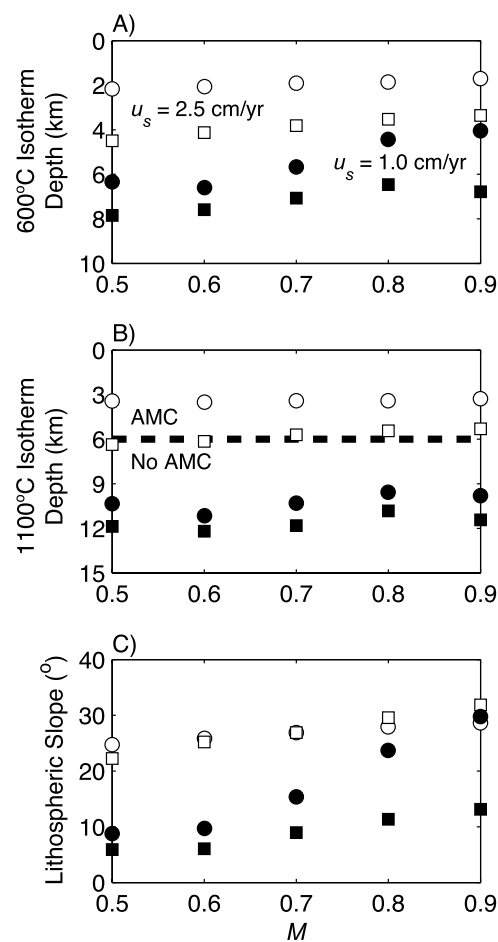 A)
0
2
4
6
8
10
600°C Isotherm
Depth (km)
u_s = 2.5 cm/yr
u_s = 1.0 cm/yr
0.5 0.6 0.7 0.8 0.9
B)
0
3
6
9
12
15
1100°C Isotherm
Depth (km)
AMC
No AMC
0.5 0.6 0.7 0.8 0.9
C)
40
30
20
10
0
Lithospheric Slope (°)
0.5 0.6 0.7 0.8 0.9
M